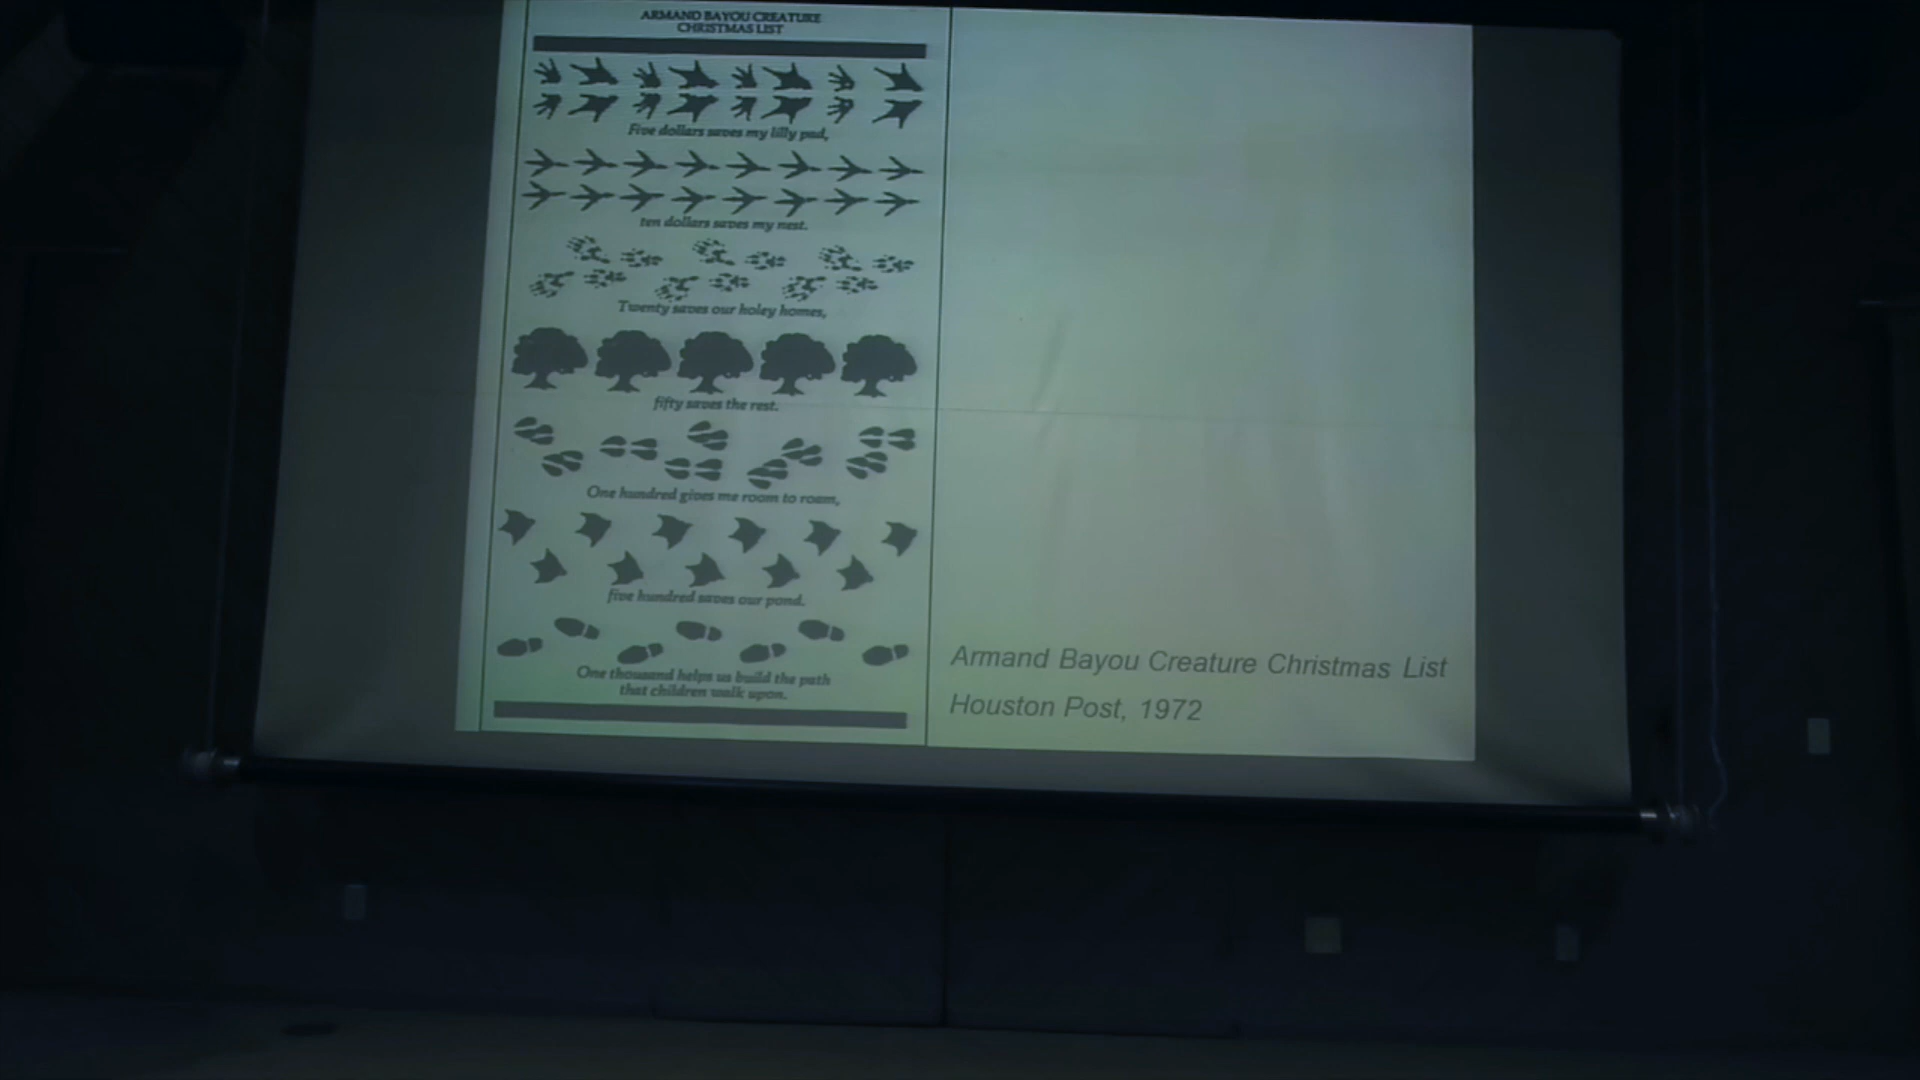 ARMAND BAYOU CREATURE
CHRISTMAS LIST
Five dollars saves my lilly pad,
ten dollars saves my nest.
Twenty saves our holey homes,
fifty saves the rest.
One hundred gives me room to roam,
five hundred saves our pond.
One thousand helps us build the path
that children walk upon.
Armand Bayou Creature Christmas List
Houston Post, 1972